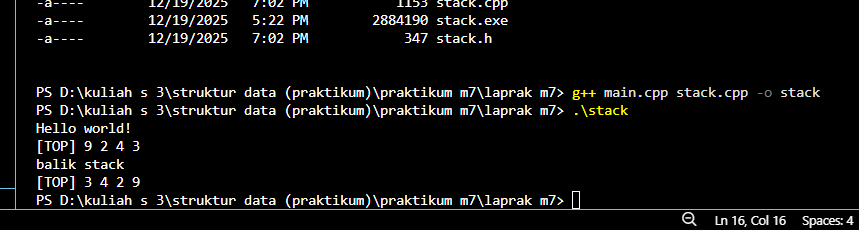 -a---- 12/19/2025 7:02 PM 1153 stack.cpp
-a---- 12/19/2025 5:22 PM 2884190 stack.exe
-a---- 12/19/2025 7:02 PM 347 stack.h
PS D:\kuliah s 3\struktur data (praktikum)\praktikum m7\laprak m7> g++ main.cpp stack.cpp -o stack
PS D:\kuliah s 3\struktur data (praktikum)\praktikum m7\laprak m7> .\stack
Hello world!
[TOP] 9 2 4 3
balik stack
[TOP] 3 4 2 9
PS D:\kuliah s 3\struktur data (praktikum)\praktikum m7\laprak m7>
Ln 16, Col 16 Spaces: 4